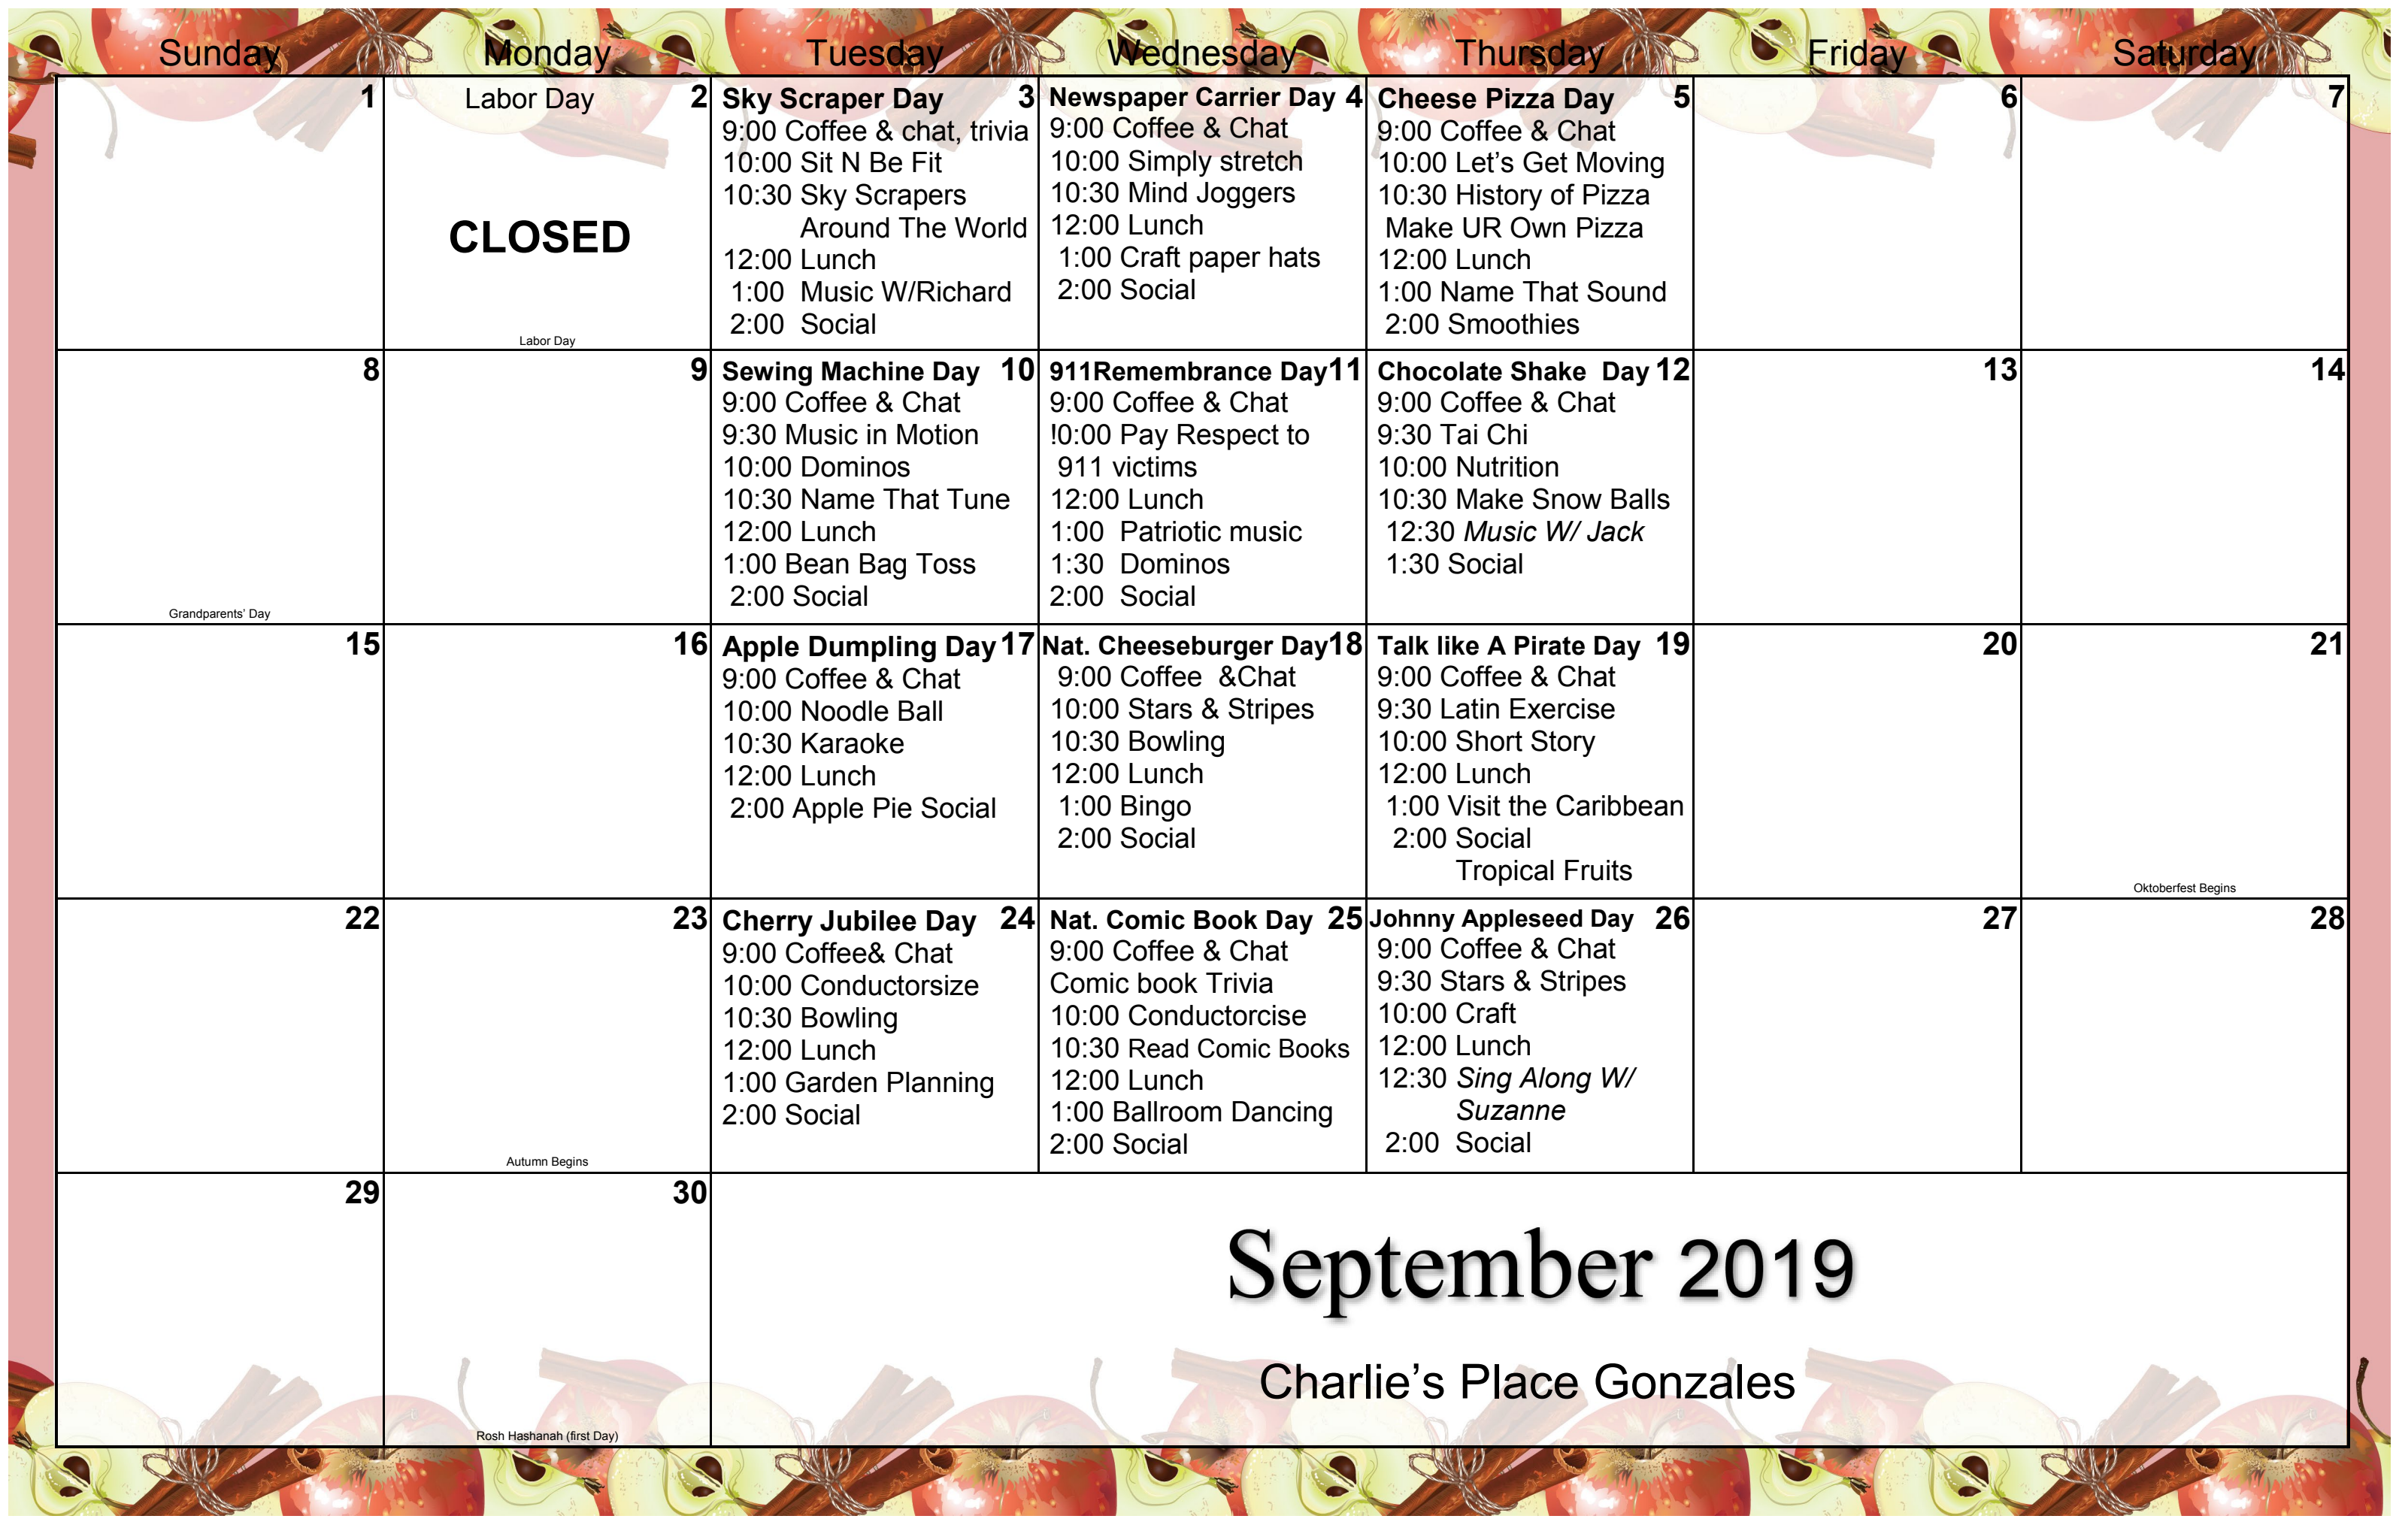 Sunday
Monday
Tuesday
Wednesday
Thursday
Friday
Saturday
1
Labor Day 2
CLOSED
Labor Day
Sky Scraper Day 3
9:00 Coffee & chat, trivia
10:00 Sit N Be Fit
10:30 Sky Scrapers
Around The World
12:00 Lunch
1:00 Music W/Richard
2:00 Social
Newspaper Carrier Day 4
9:00 Coffee & Chat
10:00 Simply stretch
10:30 Mind Joggers
12:00 Lunch
1:00 Craft paper hats
2:00 Social
Cheese Pizza Day 5
9:00 Coffee & Chat
10:00 Let's Get Moving
10:30 History of Pizza
Make UR Own Pizza
12:00 Lunch
1:00 Name That Sound
2:00 Smoothies
6
7
8
Grandparents' Day
9
Sewing Machine Day 10
9:00 Coffee & Chat
9:30 Music in Motion
10:00 Dominos
10:30 Name That Tune
12:00 Lunch
1:00 Bean Bag Toss
2:00 Social
911Remembrance Day11
9:00 Coffee & Chat
!0:00 Pay Respect to
911 victims
12:00 Lunch
1:00 Patriotic music
1:30 Dominos
2:00 Social
Chocolate Shake Day 12
9:00 Coffee & Chat
9:30 Tai Chi
10:00 Nutrition
10:30 Make Snow Balls
12:30 Music W/ Jack
1:30 Social
13
14
15
16
Apple Dumpling Day 17
9:00 Coffee & Chat
10:00 Noodle Ball
10:30 Karaoke
12:00 Lunch
2:00 Apple Pie Social
Nat. Cheeseburger Day18
9:00 Coffee &Chat
10:00 Stars & Stripes
10:30 Bowling
12:00 Lunch
1:00 Bingo
2:00 Social
Talk like A Pirate Day 19
9:00 Coffee & Chat
9:30 Latin Exercise
10:00 Short Story
12:00 Lunch
1:00 Visit the Caribbean
2:00 Social
Tropical Fruits
20
21
Oktoberfest Begins
22
23
Autumn Begins
Cherry Jubilee Day 24
9:00 Coffee& Chat
10:00 Conductorsize
10:30 Bowling
12:00 Lunch
1:00 Garden Planning
2:00 Social
Nat. Comic Book Day 25
9:00 Coffee & Chat
Comic book Trivia
10:00 Conductorcise
10:30 Read Comic Books
12:00 Lunch
1:00 Ballroom Dancing
2:00 Social
Johnny Appleseed Day 26
9:00 Coffee & Chat
9:30 Stars & Stripes
10:00 Craft
12:00 Lunch
12:30 Sing Along W/
Suzanne
2:00 Social
27
28
29
30
Rosh Hashanah (first Day)
September 2019
Charlie's Place Gonzales